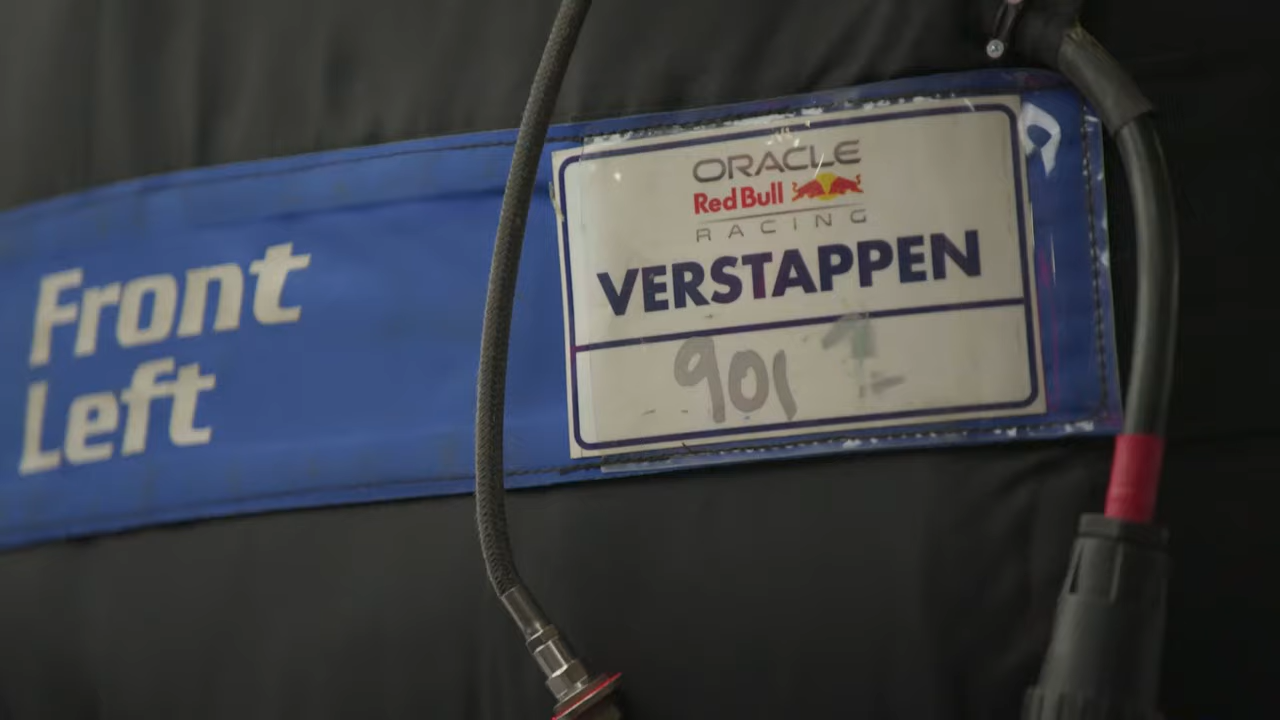 Front
Left
ORACLE
Red Bull
RACING
VERSTAPPEN
901